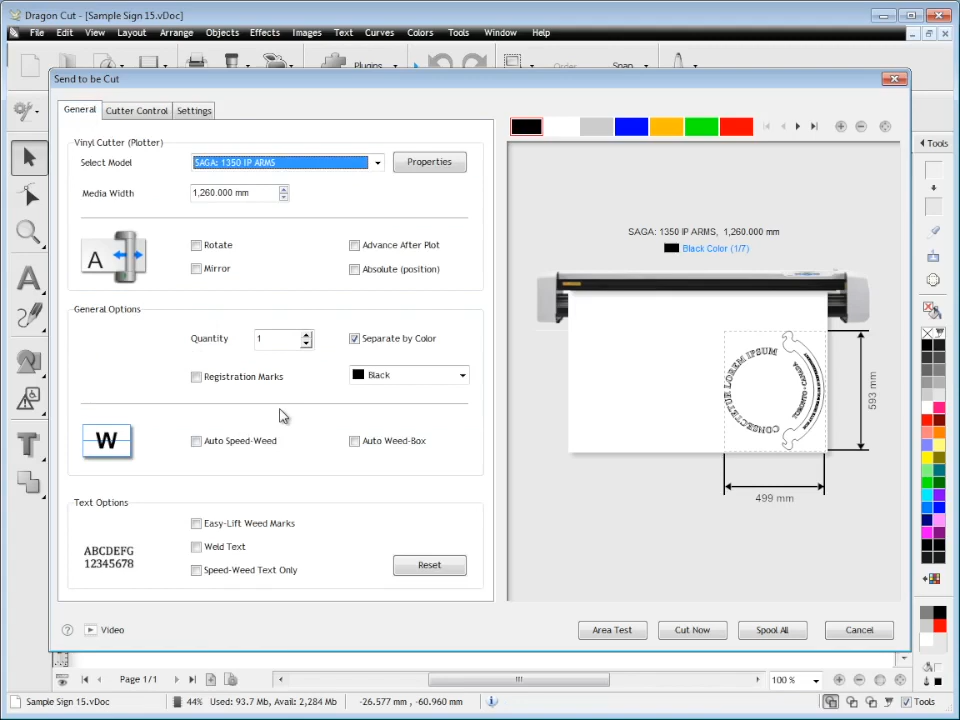 Dragon Cut - [Sample Sign 15.vDoc]
File Edit View Layout Arrange Objects Effects Images Text Curves Colors Tools Window Help
Plugins Order Snap
Send to be Cut
General Cutter Control Settings
Vinyl Cutter (Plotter)
Select Model SAGA: 1350 IP ARMS Properties
Media Width 1,260.000 mm
A
Rotate Advance After Plot
Mirror Absolute (position)
General Options
Quantity 1 Separate by Color
Registration Marks Black
W
Auto Speed-Weed Auto Weed-Box
Text Options
ABCDEFG
12345678
Easy-Lift Weed Marks
Weld Text
Speed-Weed Text Only
Reset
SAGA: 1350 IP ARMS, 1,260.000 mm
Black Color (1/7)
LOREM IPSUM
CONSECTETUR
TORONTO - CANADA
593 mm
499 mm
Video
Area Test Cut Now Spool All Cancel
Tools
Page 1/1 100 %
Sample Sign 15.vDoc 44% Used: 93.7 Mb, Avail: 2,284 Mb -26.577 mm , -60.960 mm Tools